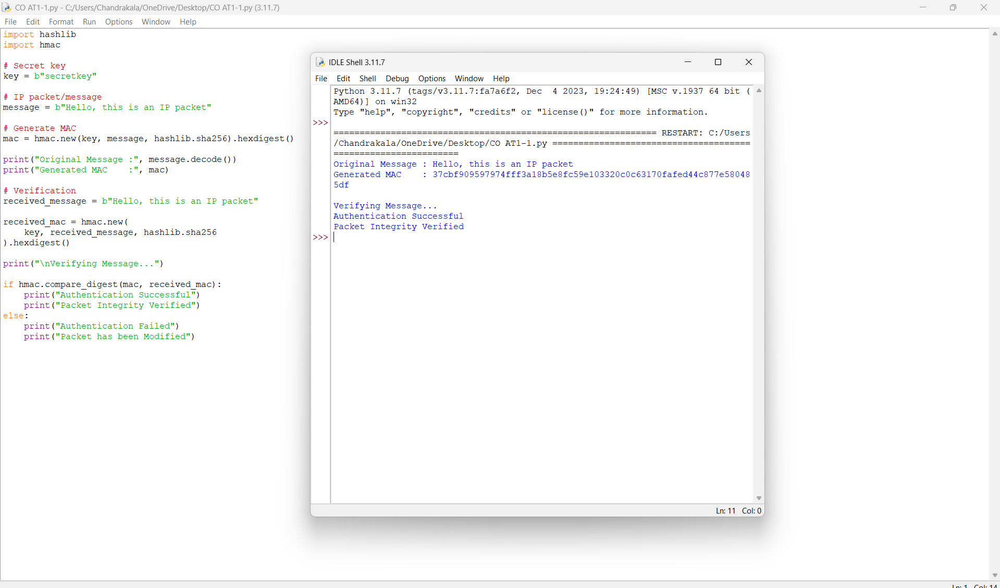 CO AT1-1.py - C:/Users/Chandrakala/OneDrive/Desktop/CO AT1-1.py (3.11.7)
File Edit Format Run Options Window Help
import hashlib
import hmac
# Secret key
key = b"secretkey"
# IP packet/message
message = b"Hello, this is an IP packet"
# Generate MAC
mac = hmac.new(key, message, hashlib.sha256).hexdigest()
print("Original Message :", message.decode())
print("Generated MAC    :", mac)
# Verification
received_message = b"Hello, this is an IP packet"
received_mac = hmac.new(
    key, received_message, hashlib.sha256
).hexdigest()
print("\nVerifying Message...")
if hmac.compare_digest(mac, received_mac):
    print("Authentication Successful")
    print("Packet Integrity Verified")
else:
    print("Authentication Failed")
    print("Packet has been Modified")
IDLE Shell 3.11.7
File Edit Shell Debug Options Window Help
Python 3.11.7 (tags/v3.11.7:fa7a6f2, Dec  4 2023, 19:24:49) [MSC v.1937 64 bit (
AMD64)] on win32
Type "help", "copyright", "credits" or "license()" for more information.
>>>
============================================================== RESTART: C:/Users
/Chandrakala/OneDrive/Desktop/CO AT1-1.py ======================================
========================
Original Message : Hello, this is an IP packet
Generated MAC    : 37cbf909597974fff3a18b5e8fc59e103320c0c63170fafed44c877e58048
5df
Verifying Message...
Authentication Successful
Packet Integrity Verified
>>>
Ln: 11 Col: 0
Ln: 1 Col: 14